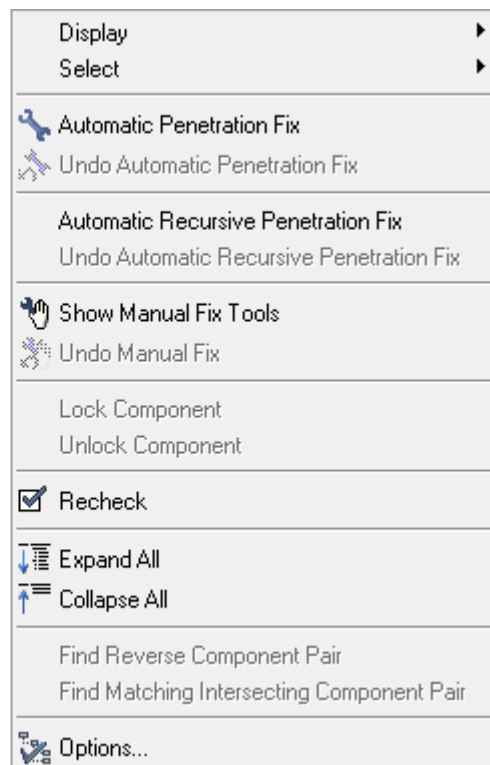 Display
Select
Automatic Penetration Fix
Undo Automatic Penetration Fix
Automatic Recursive Penetration Fix
Undo Automatic Recursive Penetration Fix
Show Manual Fix Tools
Undo Manual Fix
Lock Component
Unlock Component
Recheck
Expand All
Collapse All
Find Reverse Component Pair
Find Matching Intersecting Component Pair
Options...